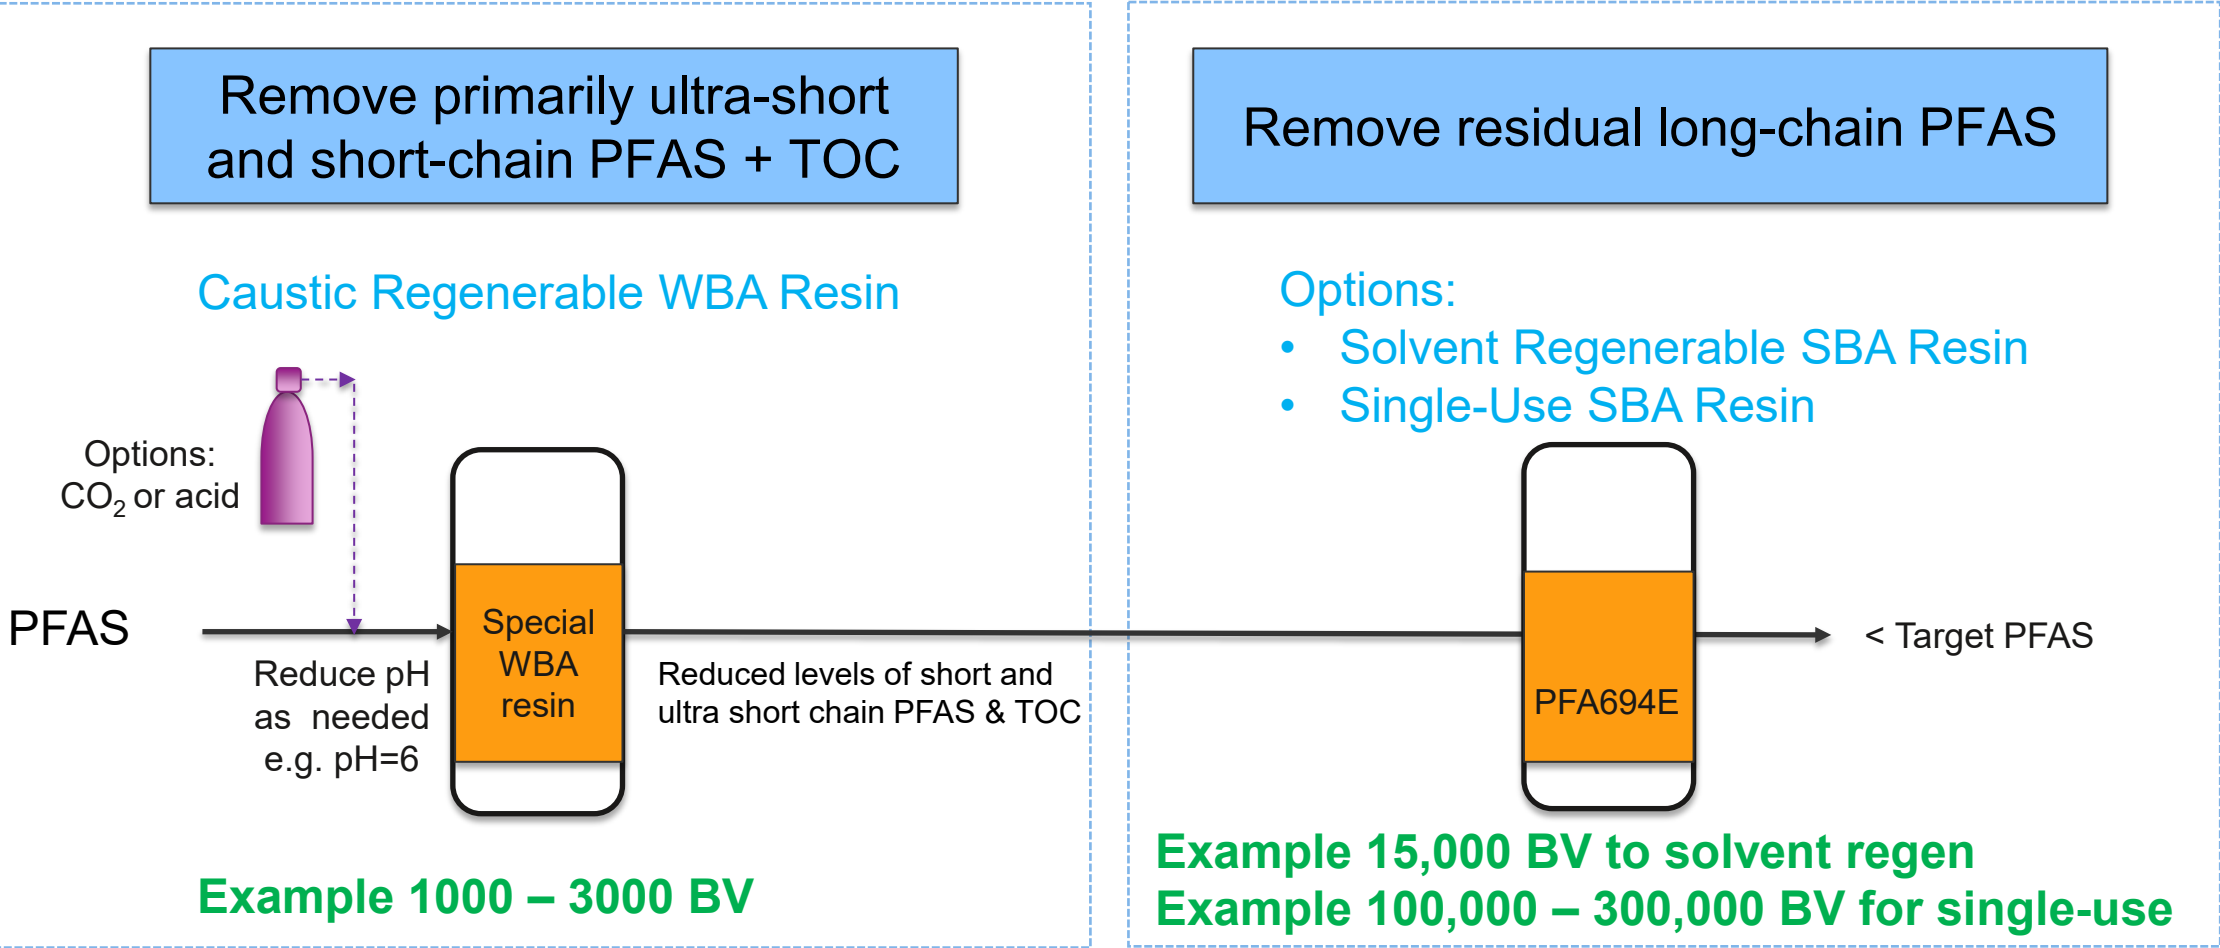 Remove primarily ultra-short
and short-chain PFAS + TOC
Caustic Regenerable WBA Resin
Options:
CO₂ or acid
PFAS
Reduce pH
as needed
e.g. pH=6
Special
WBA
resin
Reduced levels of short and
ultra short chain PFAS & TOC
Example 1000 – 3000 BV
Remove residual long-chain PFAS
Options:
• Solvent Regenerable SBA Resin
• Single-Use SBA Resin
PFA694E
< Target PFAS
Example 15,000 BV to solvent regen
Example 100,000 – 300,000 BV for single-use